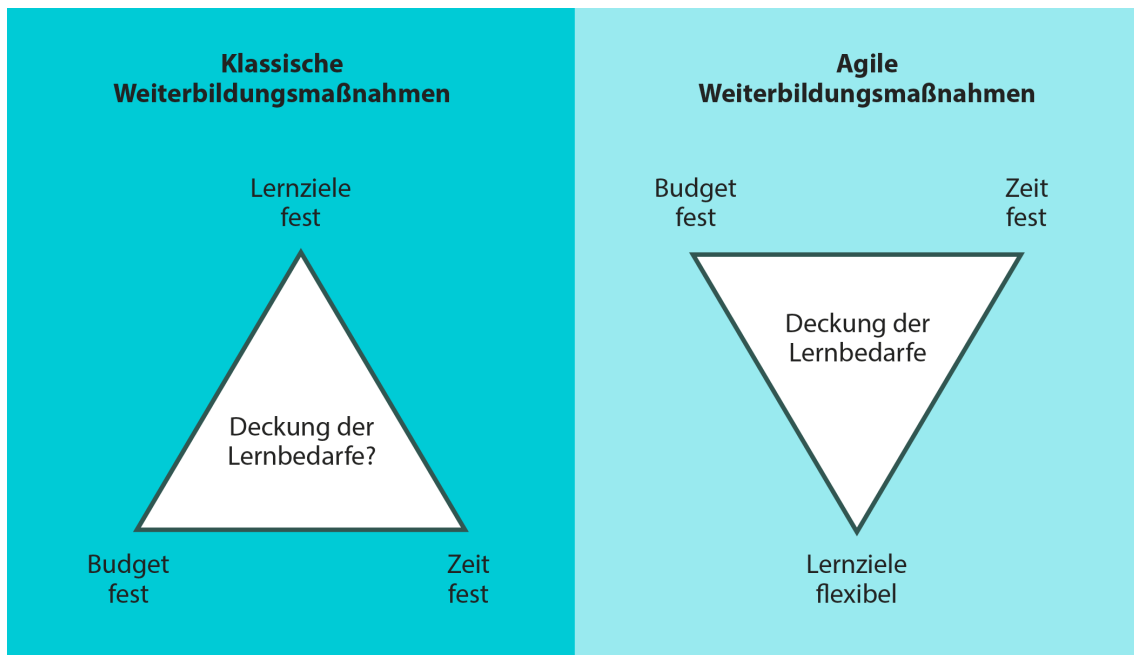 Klassische
Weiterbildungsmaßnahmen
Lernziele
fest
Deckung der
Lernbedarfe?
Budget
fest
Zeit
fest
Agile
Weiterbildungsmaßnahmen
Budget
fest
Zeit
fest
Deckung der
Lernbedarfe
Lernziele
flexibel